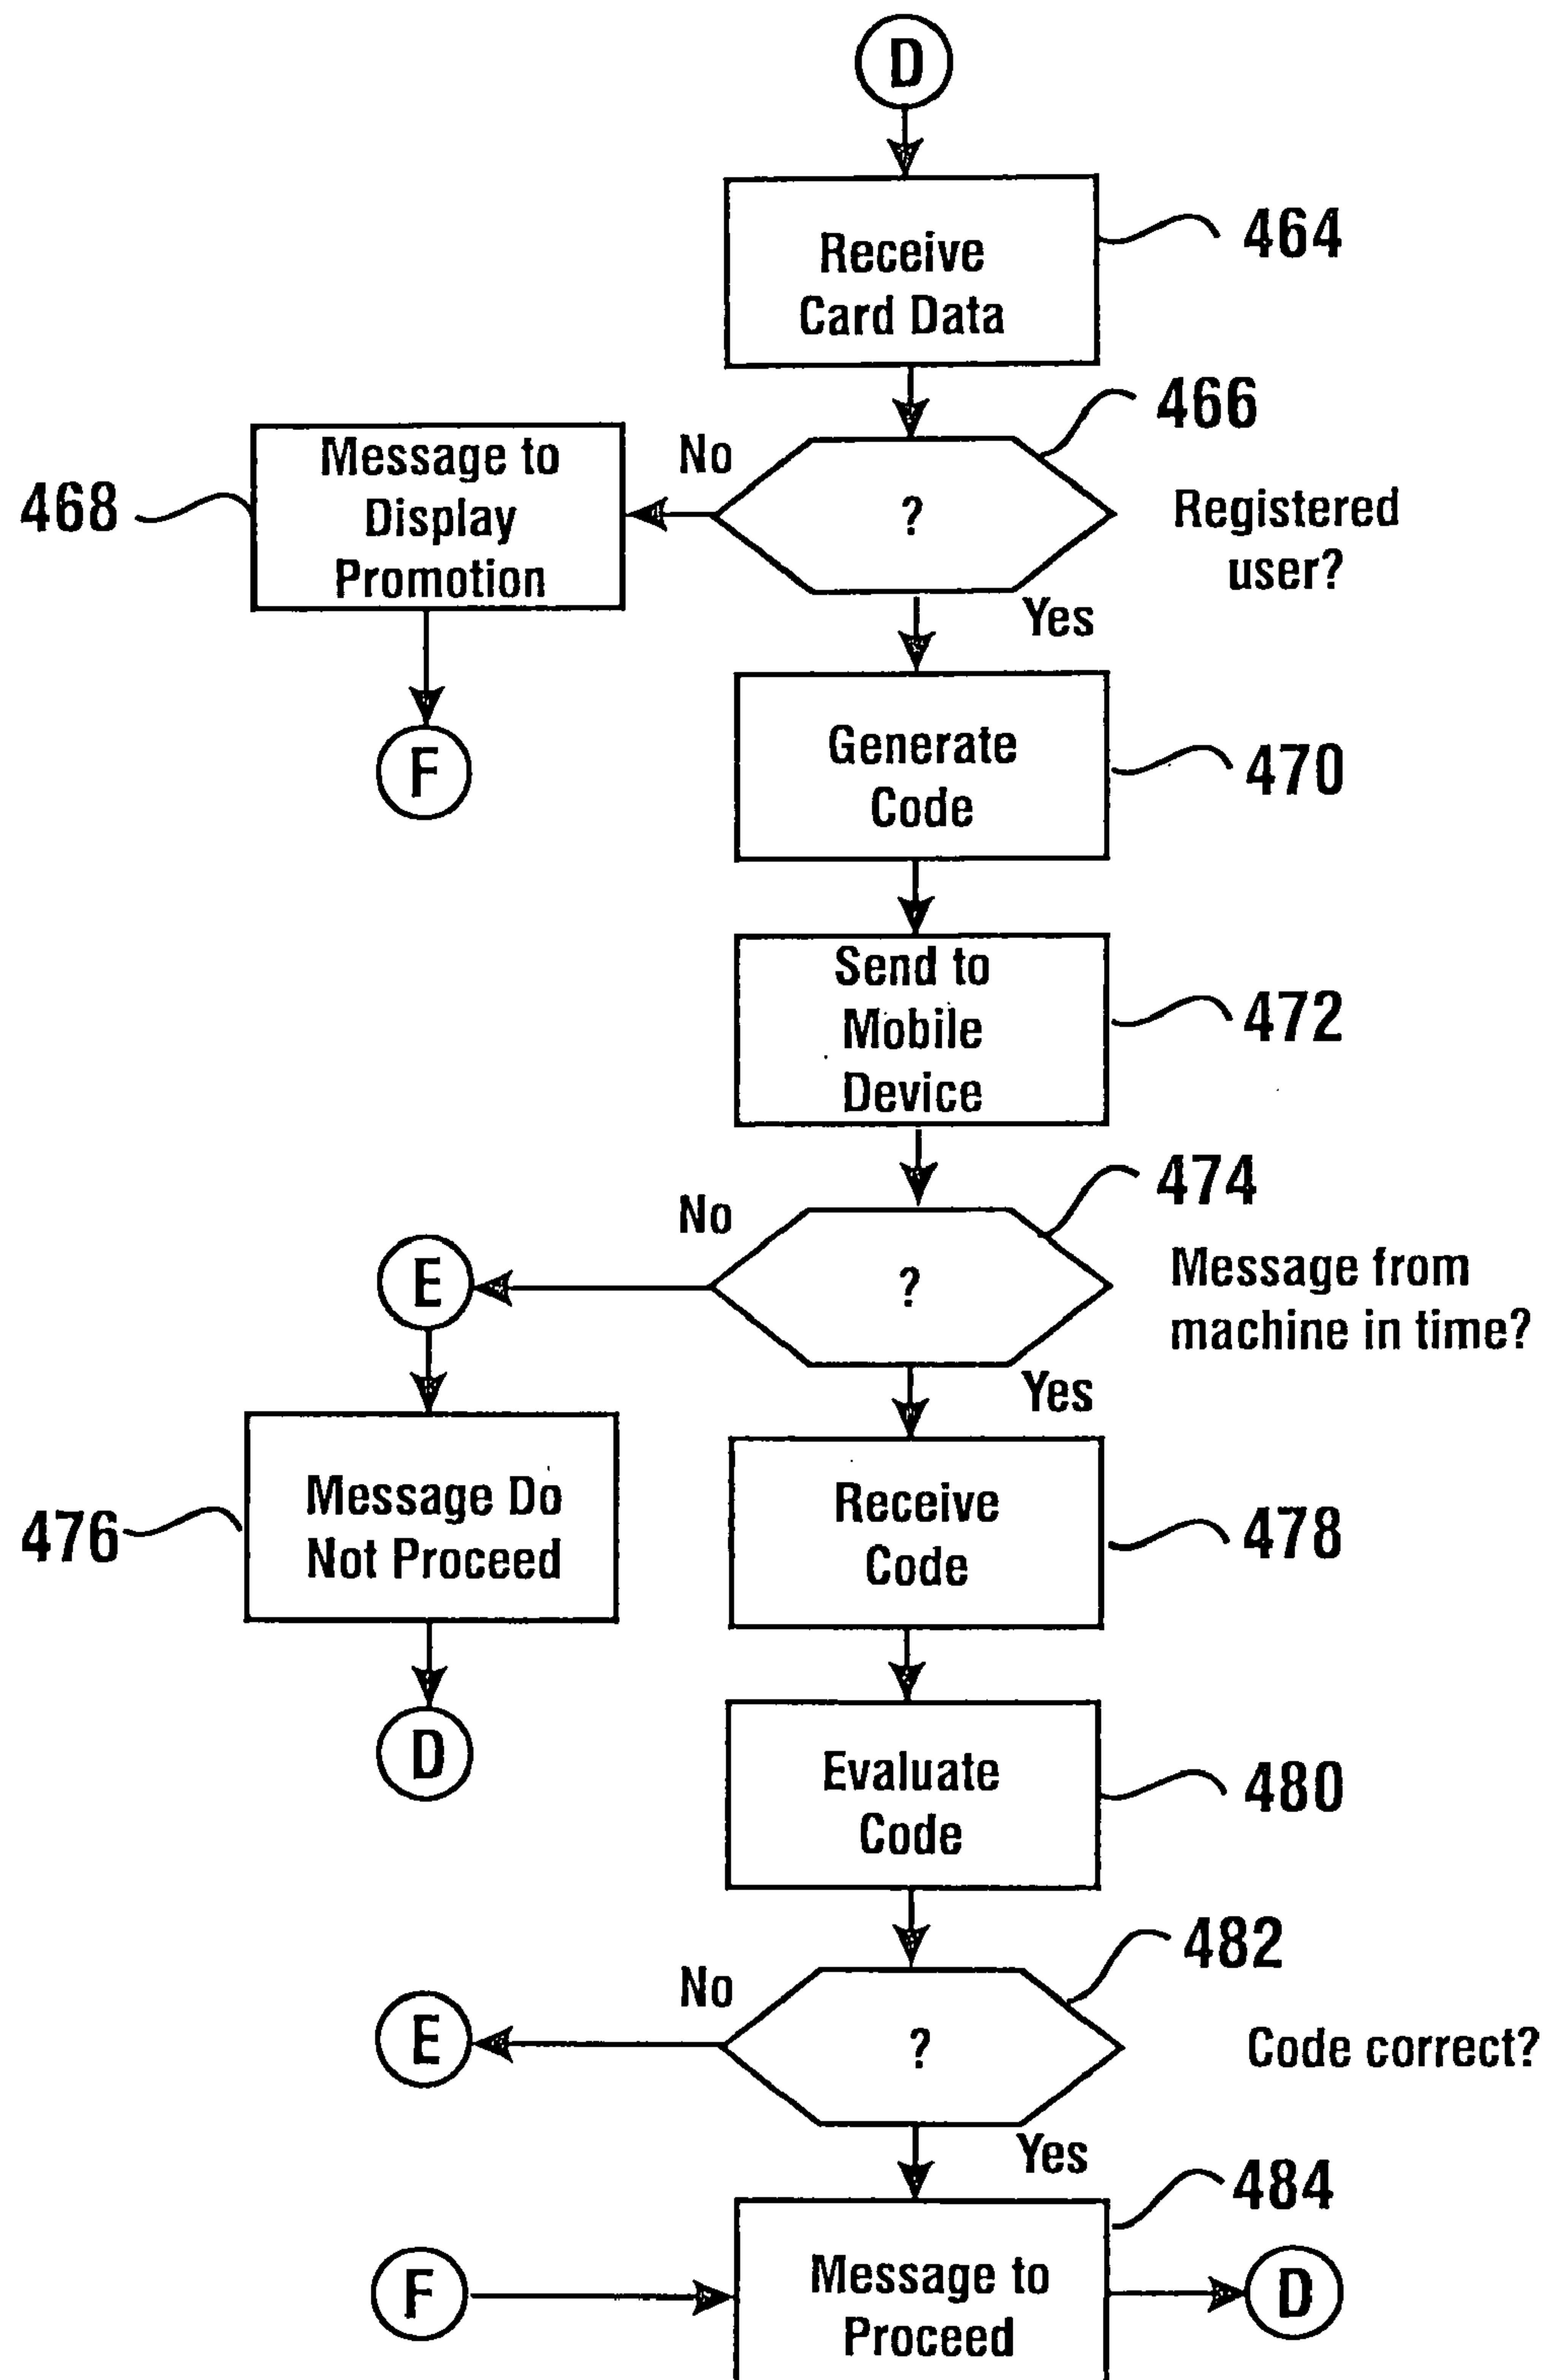 D
Receive
Card Data
464
466
No
?
Registered
user?
Message to
Display
Promotion
468
Yes
F
Generate
Code
470
Send to
Mobile
Device
472
474
No
?
Message from
machine in time?
E
Yes
Message Do
Not Proceed
476
Receive
Code
478
D
Evaluate
Code
480
482
No
?
Code correct?
E
Yes
484
F
Message to
Proceed
D